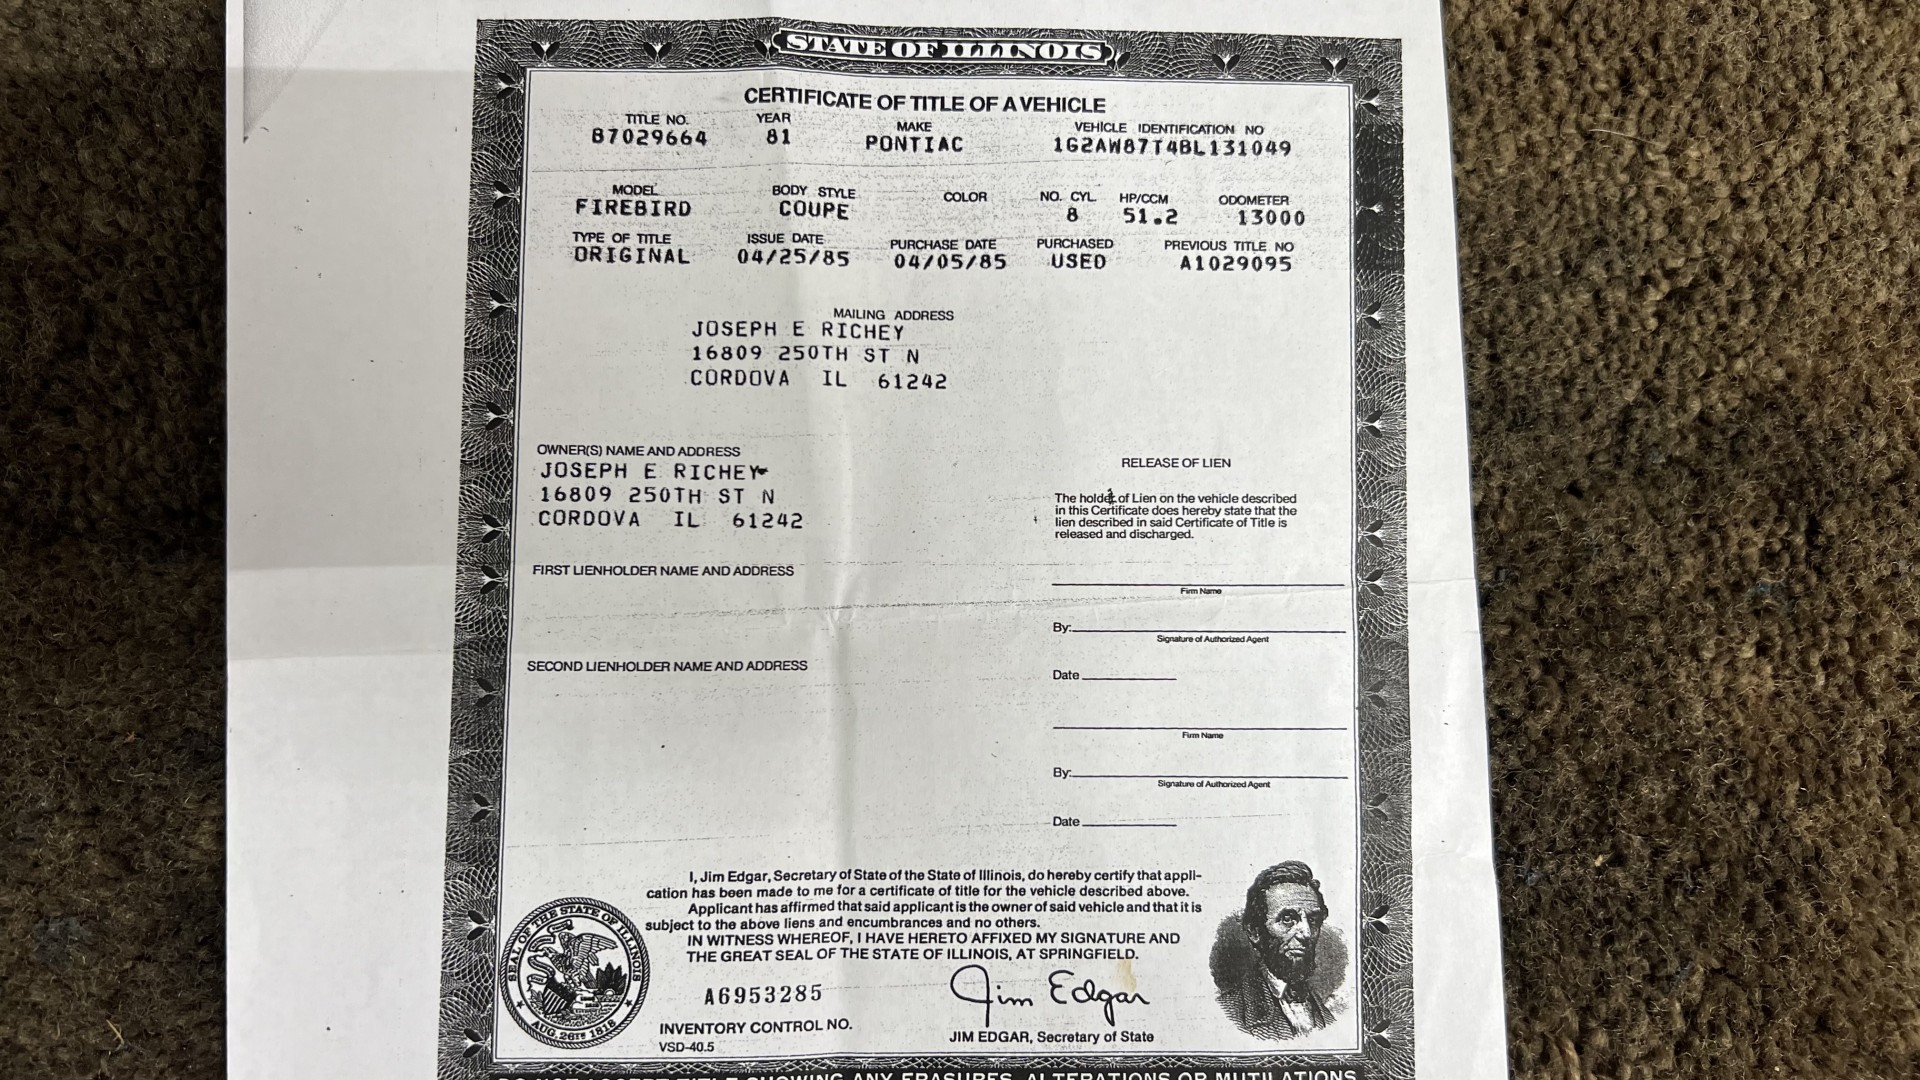 STATE OF ILLINOIS
CERTIFICATE OF TITLE OF A VEHICLE
TITLE NO. YEAR MAKE VEHICLE IDENTIFICATION NO
B7029664 81 PONTIAC 1G2AW87T4BL131049
MODEL BODY STYLE COLOR NO. CYL. HP/CCM ODOMETER
FIREBIRD COUPE 8 51.2 13000
TYPE OF TITLE ISSUE DATE PURCHASE DATE PURCHASED PREVIOUS TITLE NO
ORIGINAL 04/25/85 04/05/85 USED A1029095
MAILING ADDRESS
JOSEPH E RICHEY
16809 250TH ST N
CORDOVA IL 61242
OWNER(S) NAME AND ADDRESS
JOSEPH E RICHEY
16809 250TH ST N
CORDOVA IL 61242
RELEASE OF LIEN
The holder of Lien on the vehicle described
in this Certificate does hereby state that the
lien described in said Certificate of Title is
released and discharged.
FIRST LIENHOLDER NAME AND ADDRESS
Firm Name
By:
Signature of Authorized Agent
SECOND LIENHOLDER NAME AND ADDRESS
Date
Firm Name
By:
Signature of Authorized Agent
Date
I, Jim Edgar, Secretary of State of the State of Illinois, do hereby certify that appli-
cation has been made to me for a certificate of title for the vehicle described above.
Applicant has affirmed that said applicant is the owner of said vehicle and that it is
subject to the above liens and encumbrances and no others.
IN WITNESS WHEREOF, I HAVE HERETO AFFIXED MY SIGNATURE AND
THE GREAT SEAL OF THE STATE OF ILLINOIS, AT SPRINGFIELD.
SEAL OF THE STATE OF ILLINOIS
AUG. 26TH 1818
A6953285
Jim Edgar
INVENTORY CONTROL NO.
VSD-40.5
JIM EDGAR, Secretary of State
DO NOT ACCEPT TITLE SHOWING ANY ERASURES, ALTERATIONS OR MUTILATIONS